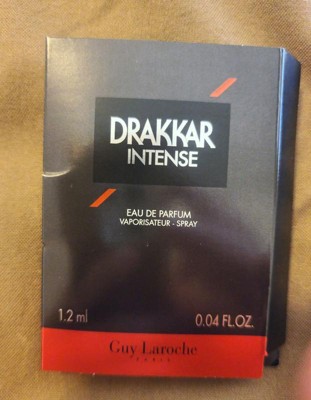 DRAKKAR
INTENSE
EAU DE PARFUM
VAPORISATEUR - SPRAY
1.2 ml 0.04 FL.OZ.
Guy Laroche
PARIS